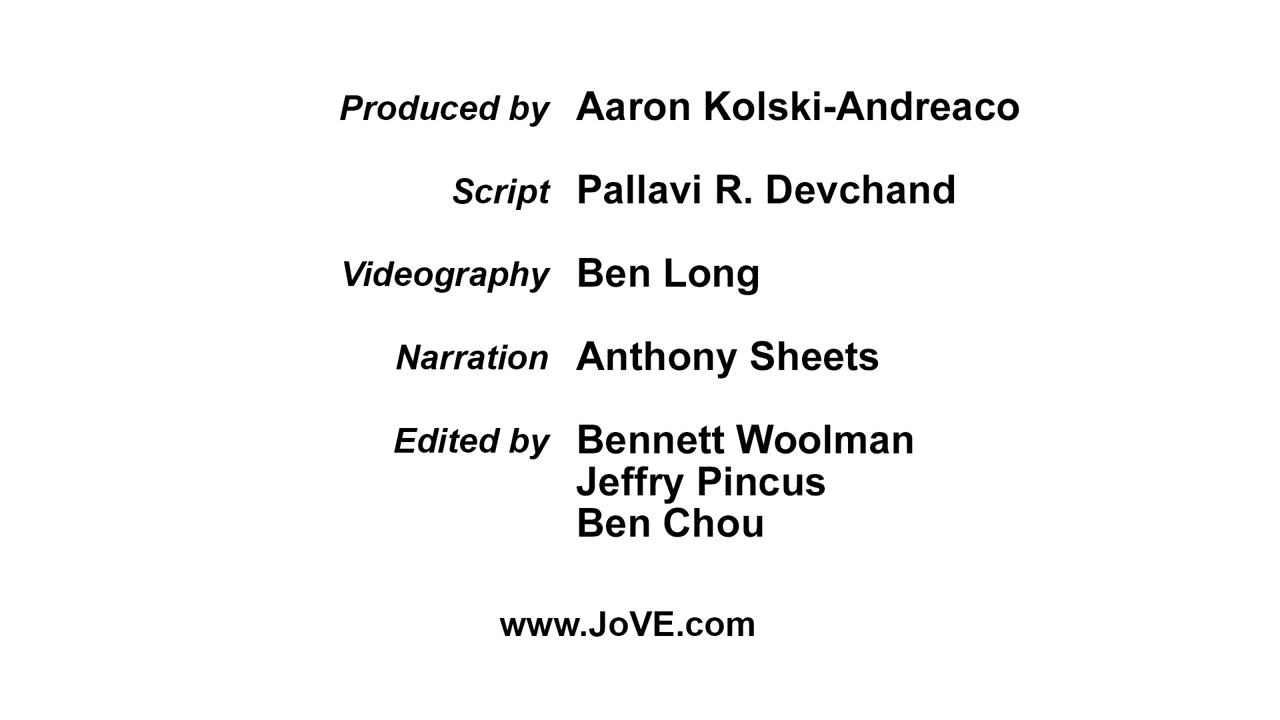 Produced by Aaron Kolski-Andreaco
Script Pallavi R. Devchand
Videography Ben Long
Narration Anthony Sheets
Edited by Bennett Woolman
Jeffry Pincus
Ben Chou
www.JoVE.com